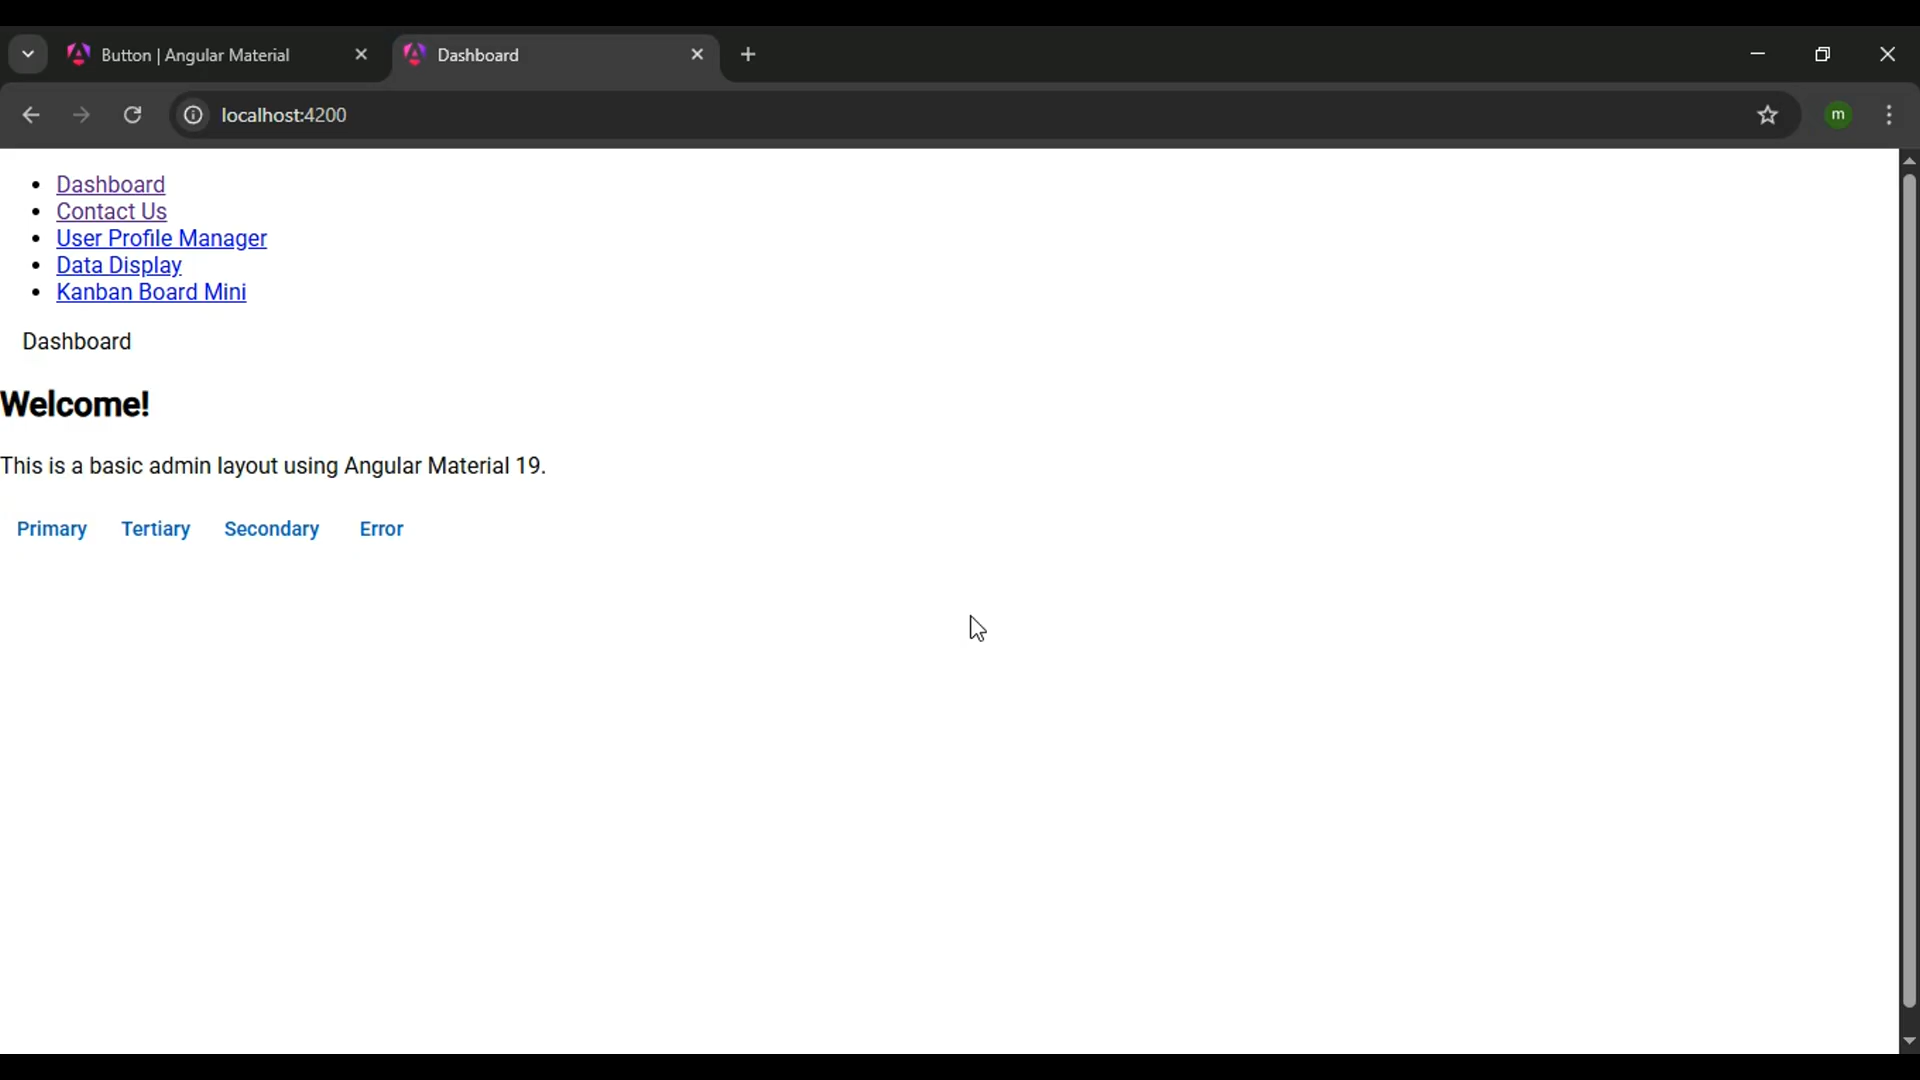 Button | Angular Material
Dashboard
localhost:4200
m
Dashboard
Contact Us
User Profile Manager
Data Display
Kanban Board Mini
Dashboard
Welcome!
This is a basic admin layout using Angular Material 19.
Primary Tertiary Secondary Error